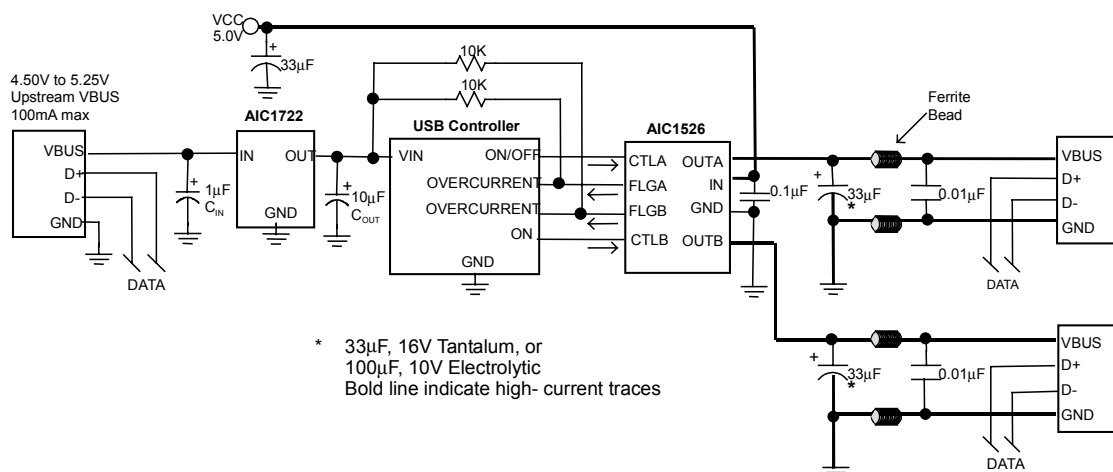 VCC
5.0V
+
33μF
10K
10K
4.50V to 5.25V
Upstream VBUS
100mA max
VBUS
D+
D-
GND
DATA
+
1μF
CIN
AIC1722
IN
OUT
GND
+
10μF
COUT
USB Controller
VIN
ON/OFF
OVERCURRENT
OVERCURRENT
ON
GND
AIC1526
CTLA
OUTA
FLGA
IN
FLGB
GND
CTLB
OUTB
0.1μF
Ferrite
Bead
+
33μF
*
0.01μF
VBUS
D+
D-
GND
DATA
+
33μF
*
0.01μF
VBUS
D+
D-
GND
DATA
* 33μF, 16V Tantalum, or
100μF, 10V Electrolytic
Bold line indicate high- current traces